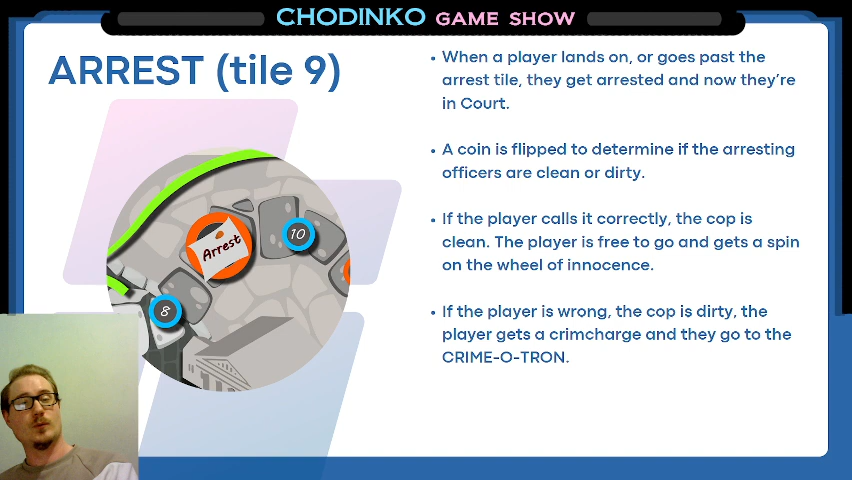 CHODINKO GAME SHOW
ARREST (tile 9)
• When a player lands on, or goes past the
arrest tile, they get arrested and now they're
in Court.
• A coin is flipped to determine if the arresting
officers are clean or dirty.
• If the player calls it correctly, the cop is
clean. The player is free to go and gets a spin
on the wheel of innocence.
• If the player is wrong, the cop is dirty, the
player gets a crimcharge and they go to the
CRIME-O-TRON.
Arrest
10
8